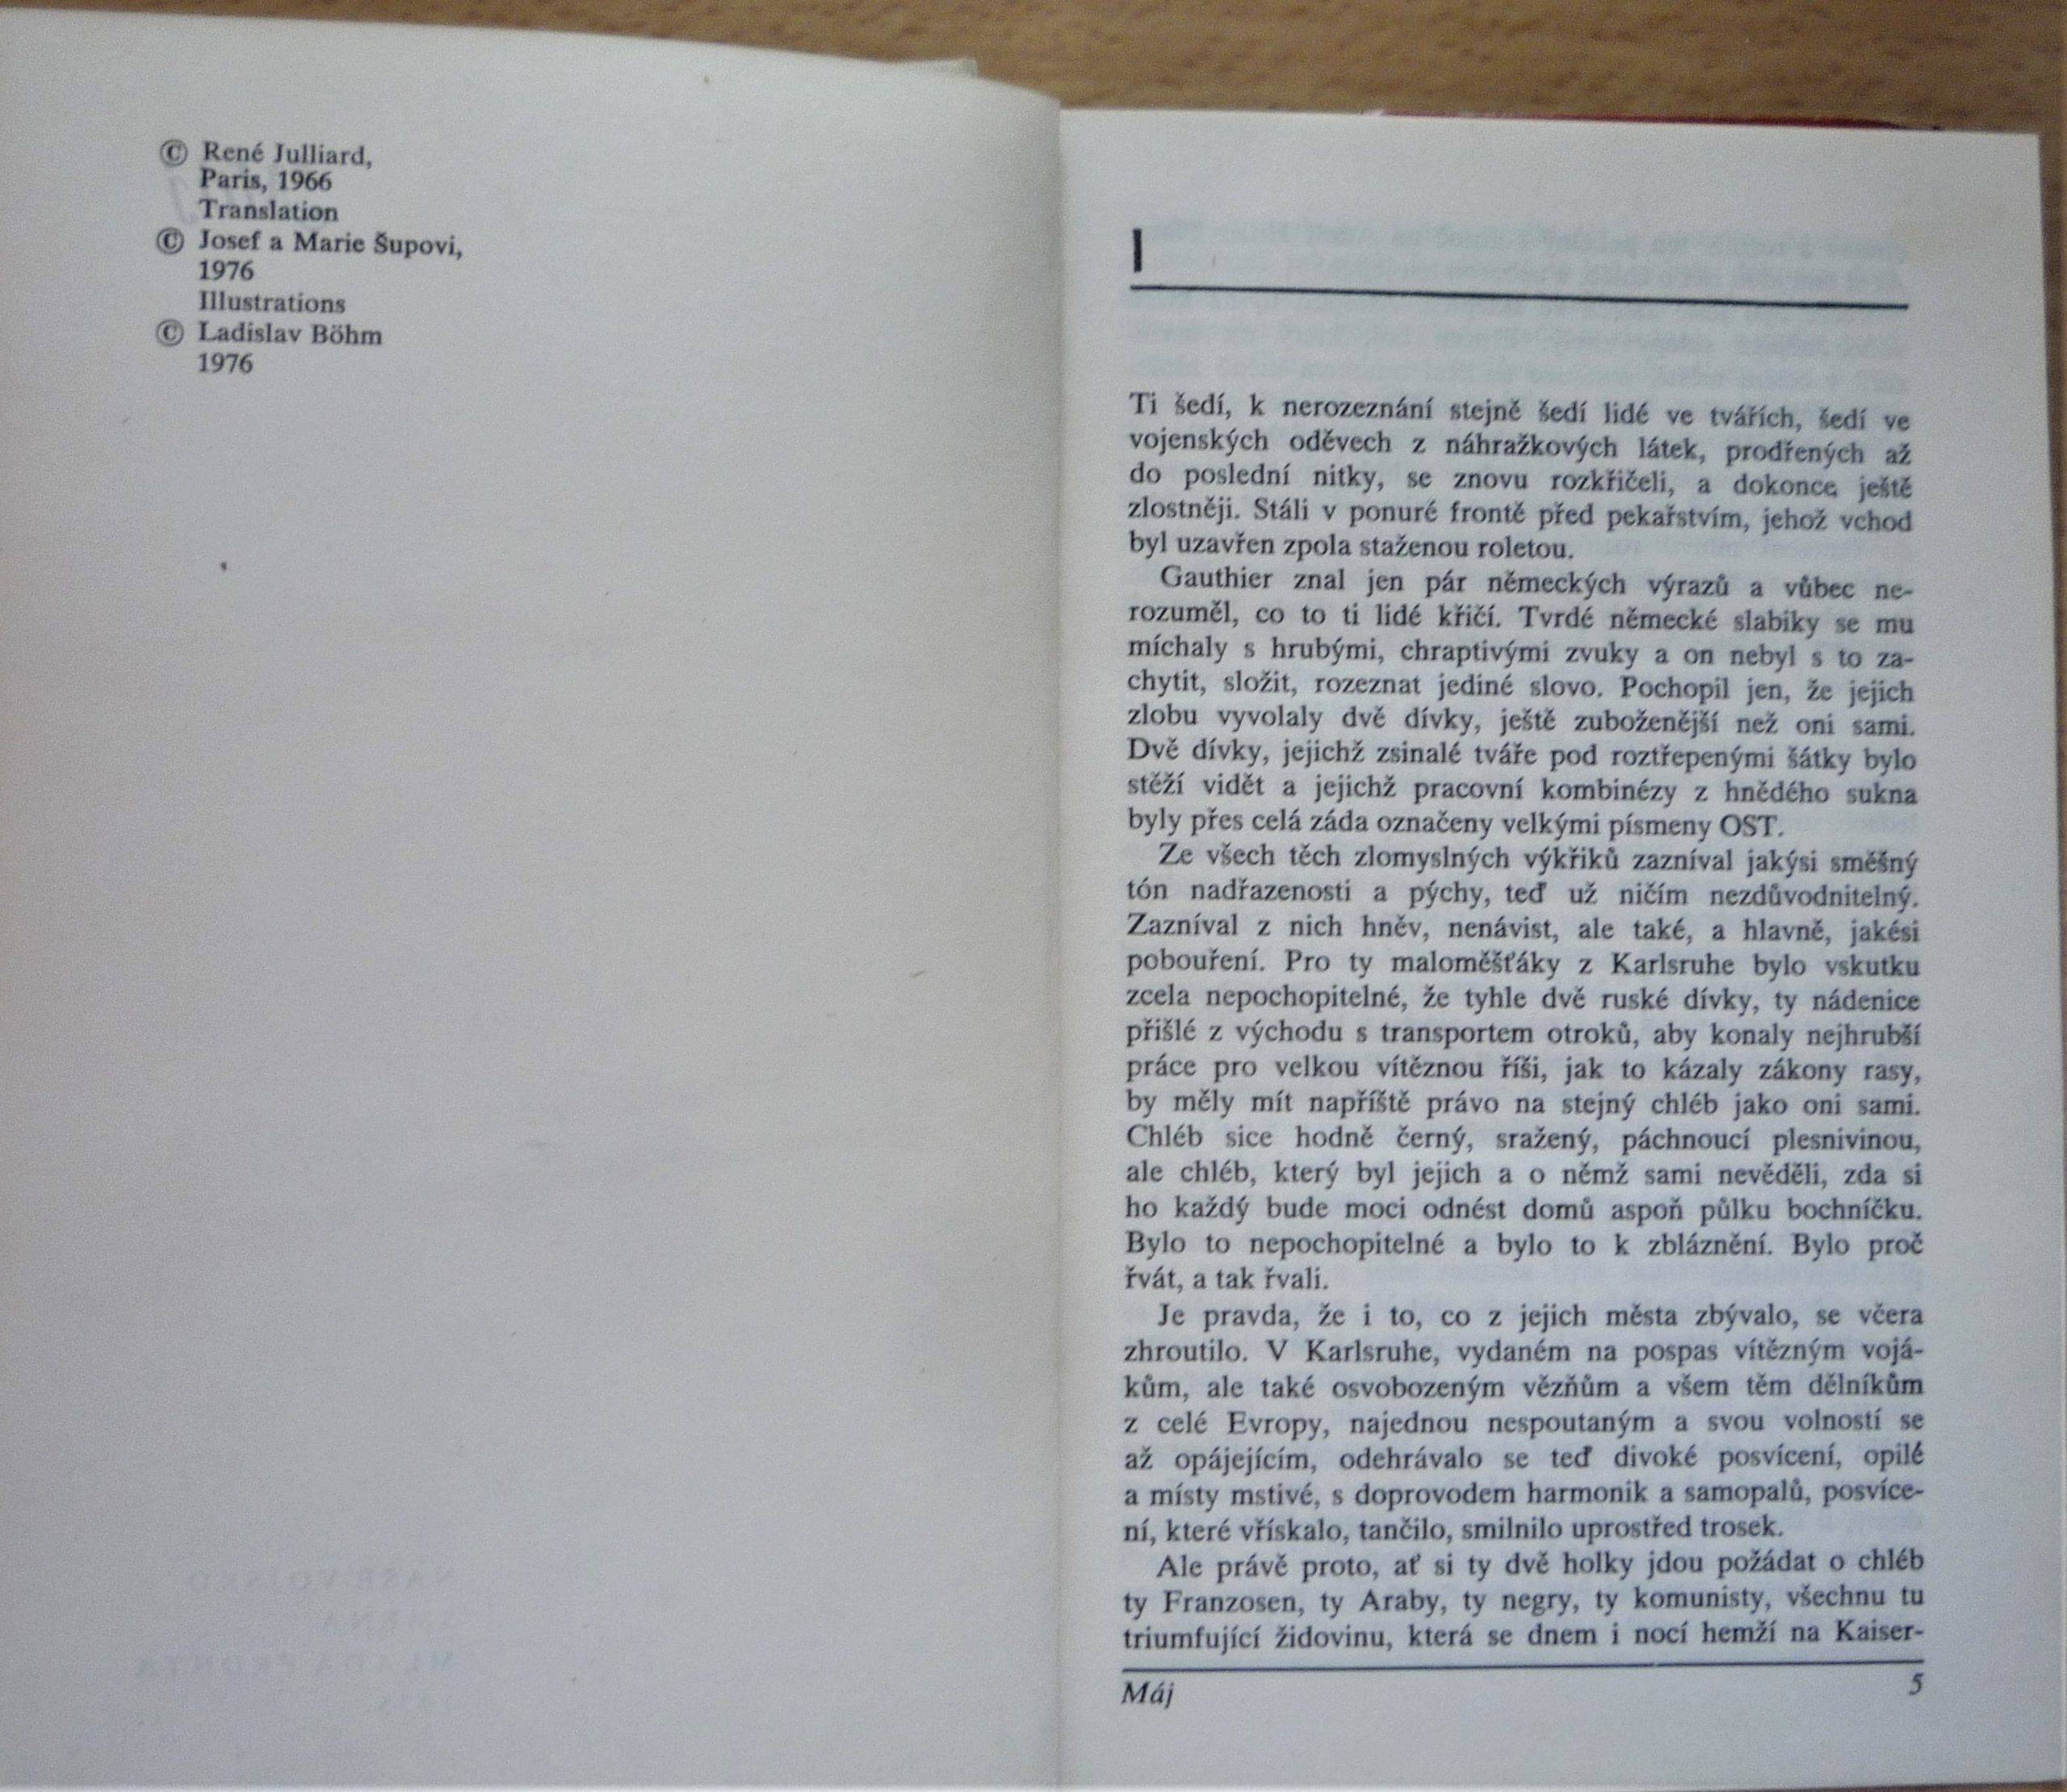 © René Julliard,
Paris, 1966
Translation
© Josef a Marie Šupovi,
1976
Illustrations
© Ladislav Böhm
1976
I
Ti šedí, k nerozeznání stejně šedí lidé ve tvářích, šedí ve
vojenských oděvech z náhražkových látek, prodřených až
do poslední nitky, se znovu rozkřičeli, a dokonce ještě
zlostněji. Stáli v ponuré frontě před pekařstvím, jehož vchod
byl uzavřen zpola staženou roletou.
Gauthier znal jen pár německých výrazů a vůbec ne-
rozuměl, co to ti lidé křičí. Tvrdé německé slabiky se mu
míchaly s hrubými, chraptivými zvuky a on nebyl s to za-
chytit, složit, rozeznat jediné slovo. Pochopil jen, že jejich
zlobu vyvolaly dvě dívky, ještě zuboženější než oni sami.
Dvě dívky, jejichž zsinalé tváře pod roztřepenými šátky bylo
stěží vidět a jejichž pracovní kombinézy z hnědého sukna
byly přes celá záda označeny velkými písmeny OST.
Ze všech těch zlomyslných výkřiků zazníval jakýsi směšný
tón nadřazenosti a pýchy, teď už ničím nezdůvodnitelný.
Zazníval z nich hněv, nenávist, ale také, a hlavně, jakési
pobouření. Pro ty maloměšťáky z Karlsruhe bylo vskutku
zcela nepochopitelné, že tyhle dvě ruské dívky, ty nádenice
přišlé z východu s transportem otroků, aby konaly nejhrubší
práce pro velkou vítěznou říši, jak to kázaly zákony rasy,
by měly mít napříště právo na stejný chléb jako oni sami.
Chléb sice hodně černý, sražený, páchnoucí plesnivinou,
ale chléb, který byl jejich a o němž sami nevěděli, zda si
ho každý bude moci odnést domů aspoň půlku bochníčku.
Bylo to nepochopitelné a bylo to k zbláznění. Bylo proč
řvát, a tak řvali.
Je pravda, že i to, co z jejich města zbývalo, se včera
zhroutilo. V Karlsruhe, vydaném na pospas vítězným vojá-
kům, ale také osvobozeným vězňům a všem těm dělníkům
z celé Evropy, najednou nespoutaným a svou volností se
až opájejícím, odehrávalo se teď divoké posvícení, opilé
a místy mstivé, s doprovodem harmonik a samopalů, posvíce-
ní, které vřískalo, tančilo, smilnilo uprostřed trosek.
Ale právě proto, ať si ty dvě holky jdou požádat o chléb
ty Franzosen, ty Araby, ty negry, ty komunisty, všechnu tu
triumfující židovinu, která se dnem i nocí hemží na Kaiser-
Máj 5